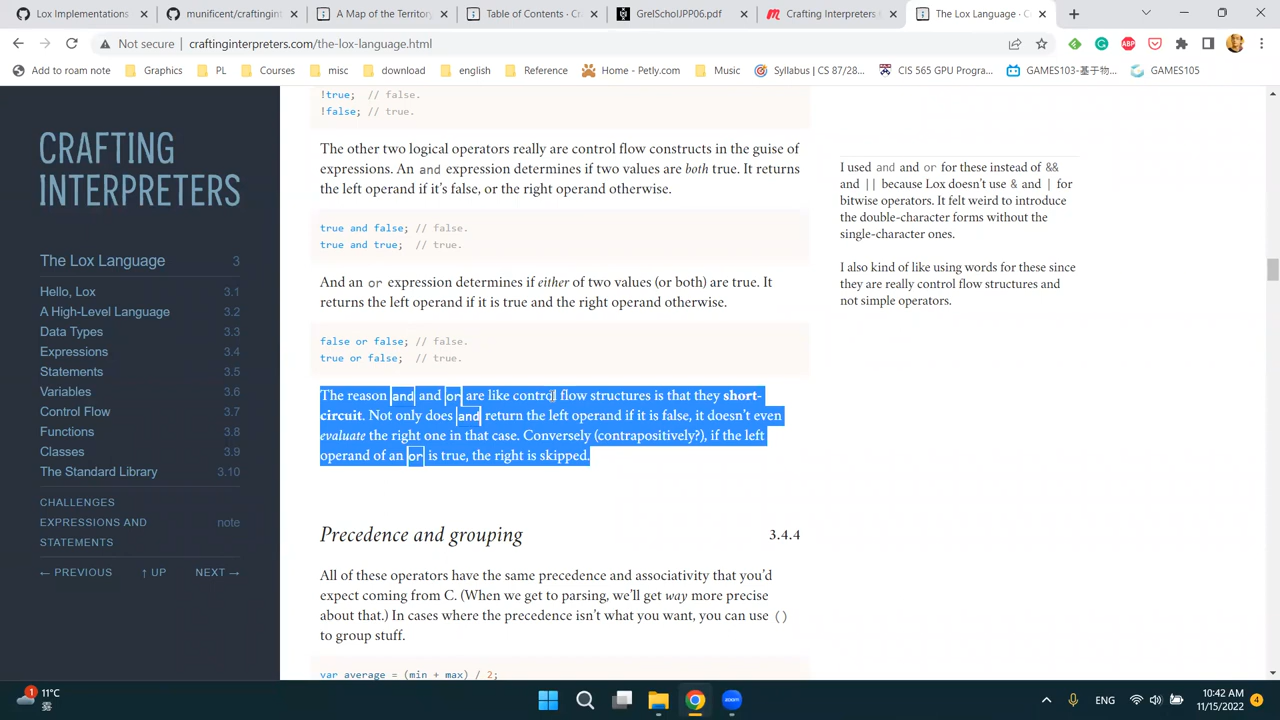 Lox Implementations
munificent/craftinginter
A Map of the Territory
Table of Contents · Cra
GrelSchoUPP06.pdf
Crafting Interpreters
The Lox Language · C
Not secure
craftinginterpreters.com/the-lox-language.html
Add to roam note
Graphics
PL
Courses
misc
download
english
Reference
Home - Petly.com
Music
Syllabus | CS 87/28...
CIS 565 GPU Progra...
GAMES103-基于物...
GAMES105
CRAFTING
INTERPRETERS
The Lox Language 3
Hello, Lox 3.1
A High-Level Language 3.2
Data Types 3.3
Expressions 3.4
Statements 3.5
Variables 3.6
Control Flow 3.7
Functions 3.8
Classes 3.9
The Standard Library 3.10
CHALLENGES
EXPRESSIONS AND note
STATEMENTS
← PREVIOUS ↑ UP NEXT →
!true; // false.
!false; // true.
The other two logical operators really are control flow constructs in the guise of
expressions. An and expression determines if two values are both true. It returns
the left operand if it's false, or the right operand otherwise.
true and false; // false.
true and true; // true.
And an or expression determines if either of two values (or both) are true. It
returns the left operand if it is true and the right operand otherwise.
false or false; // false.
true or false; // true.
The reason and and or are like control flow structures is that they short-
circuit. Not only does and return the left operand if it is false, it doesn't even
evaluate the right one in that case. Conversely (contrapositively?), if the left
operand of an or is true, the right is skipped.
Precedence and grouping 3.4.4
All of these operators have the same precedence and associativity that you'd
expect coming from C. (When we get to parsing, we'll get way more precise
about that.) In cases where the precedence isn't what you want, you can use ()
to group stuff.
var average = (min + max) / 2;
I used and and or for these instead of &&
and || because Lox doesn't use & and | for
bitwise operators. It felt weird to introduce
the double-character forms without the
single-character ones.
I also kind of like using words for these since
they are really control flow structures and
not simple operators.
1
11°C
雾
zoom
ENG
10:42 AM
11/15/2022
4